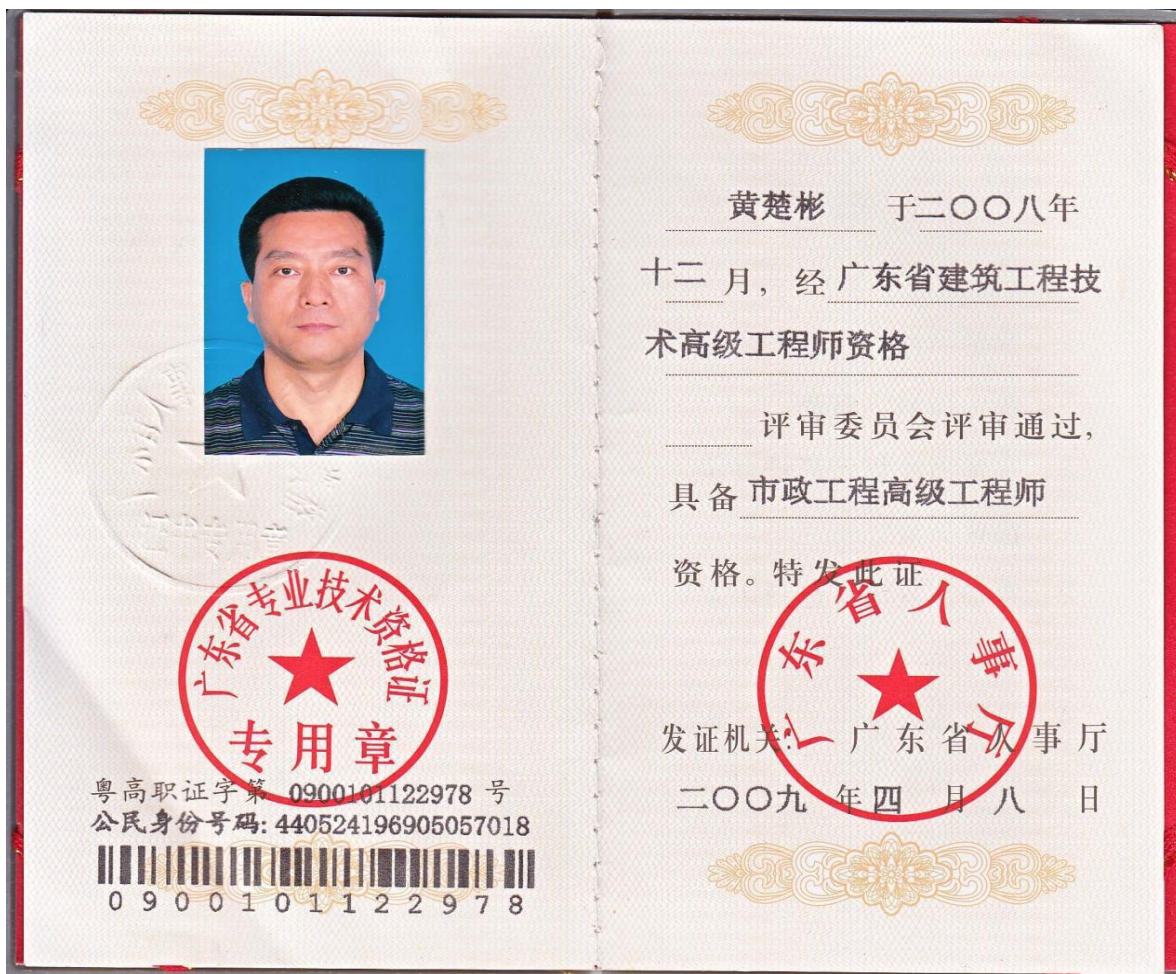 广东省专业技术资格证
专用章
粤高职证字第 0900101122978 号
公民身份号码: 440524196905057018
0900101122978
黄楚彬 于二〇〇八年
十二月，经广东省建筑工程技
术高级工程师资格
评审委员会评审通过，
具备市政工程高级工程师
资格。特发此证
广东省人事厅
发证机关: 广东省人事厅
二〇〇九 年四 月 八 日